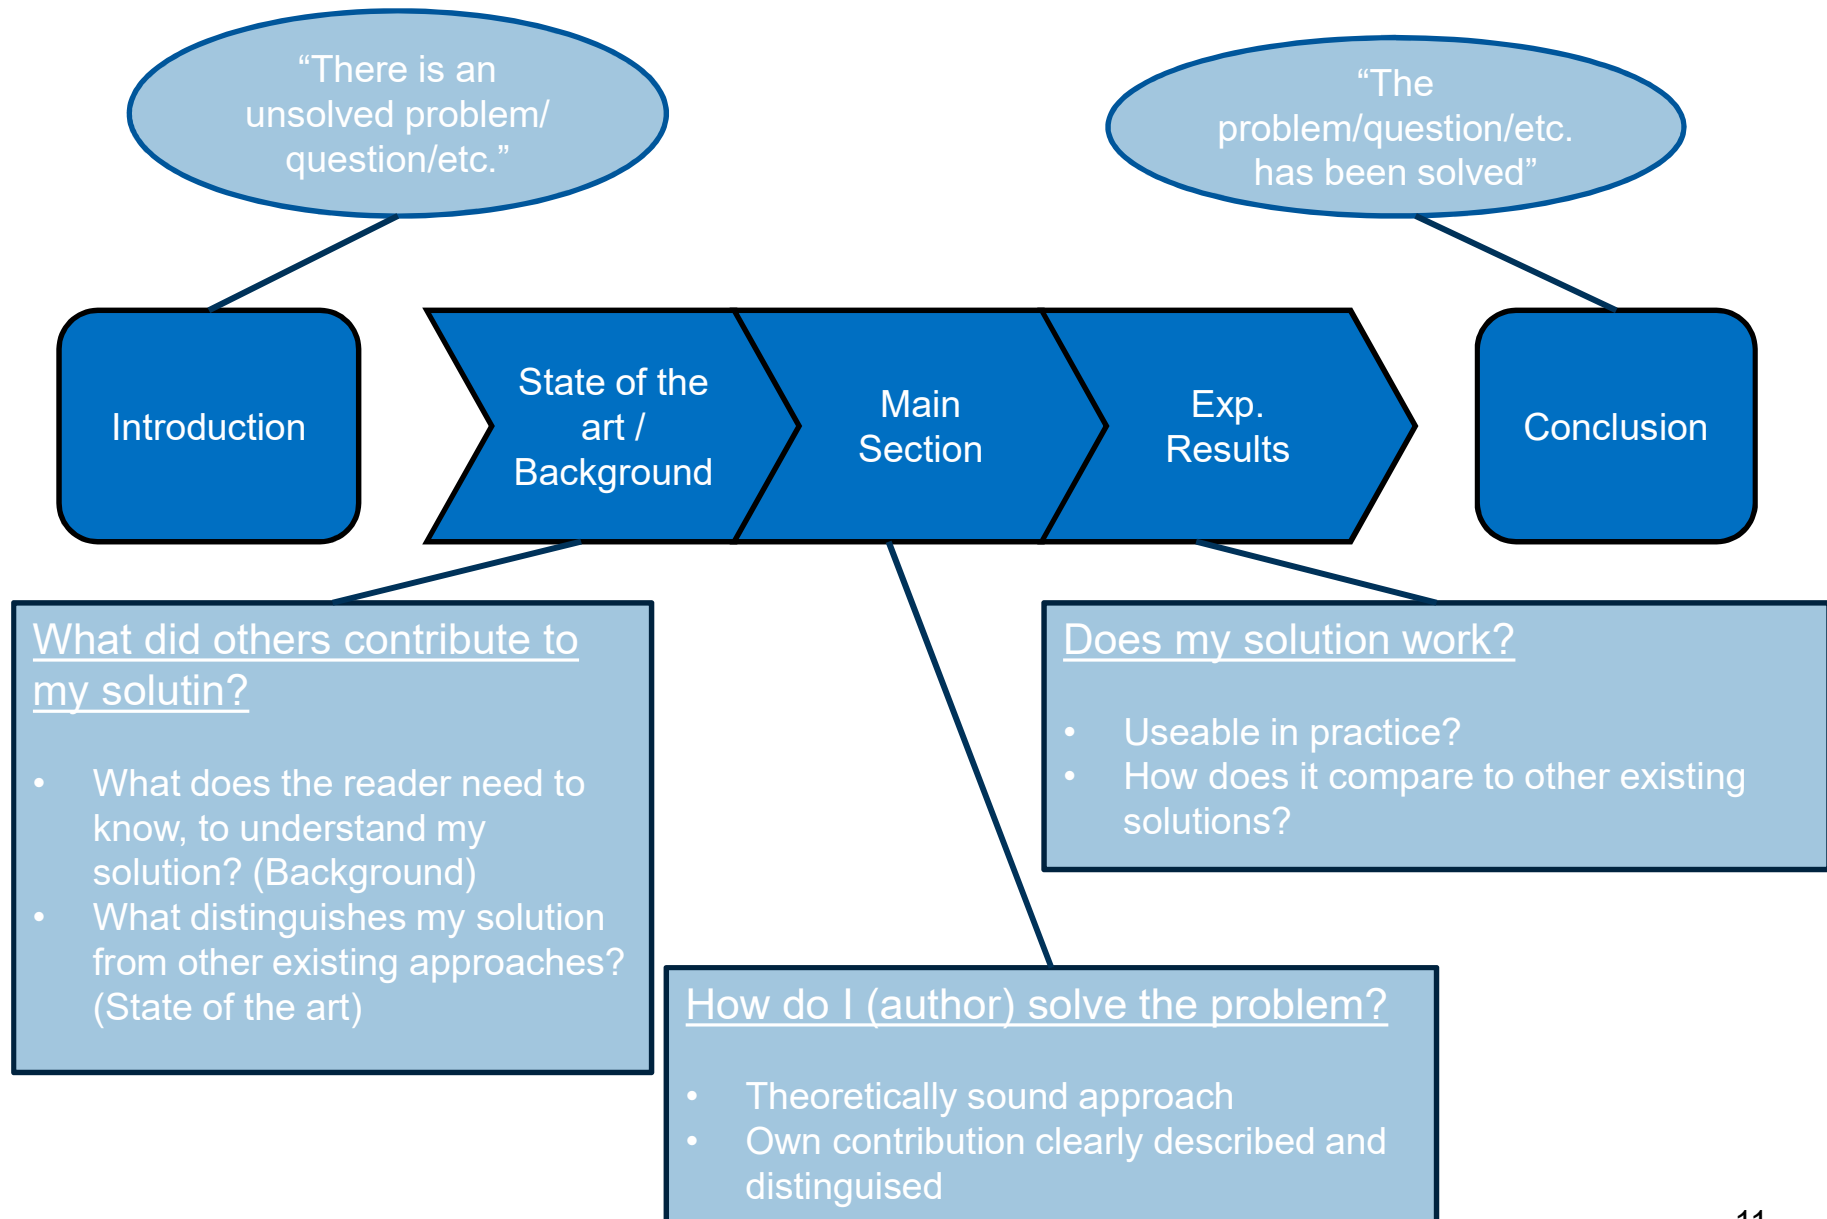 “There is an
unsolved problem/
question/etc.”
“The
problem/question/etc.
has been solved”
Introduction
State of the
art /
Background
Main
Section
Exp.
Results
Conclusion
What did others contribute to
my solutin?
• What does the reader need to
know, to understand my
solution? (Background)
• What distinguishes my solution
from other existing approaches?
(State of the art)
Does my solution work?
• Useable in practice?
• How does it compare to other existing
solutions?
How do I (author) solve the problem?
• Theoretically sound approach
• Own contribution clearly described and
distinguised
11